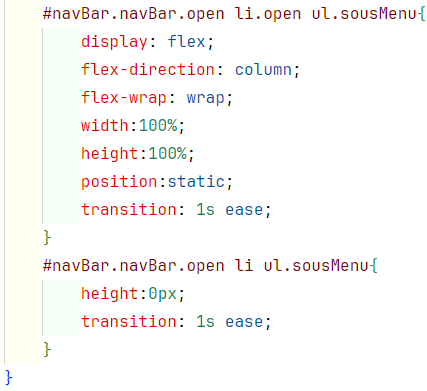 #navBar.navBar.open li.open ul.sousMenu{
display: flex;
flex-direction: column;
flex-wrap: wrap;
width:100%;
height:100%;
position:static;
transition: 1s ease;
}
#navBar.navBar.open li ul.sousMenu{
height:0px;
transition: 1s ease;
}
}